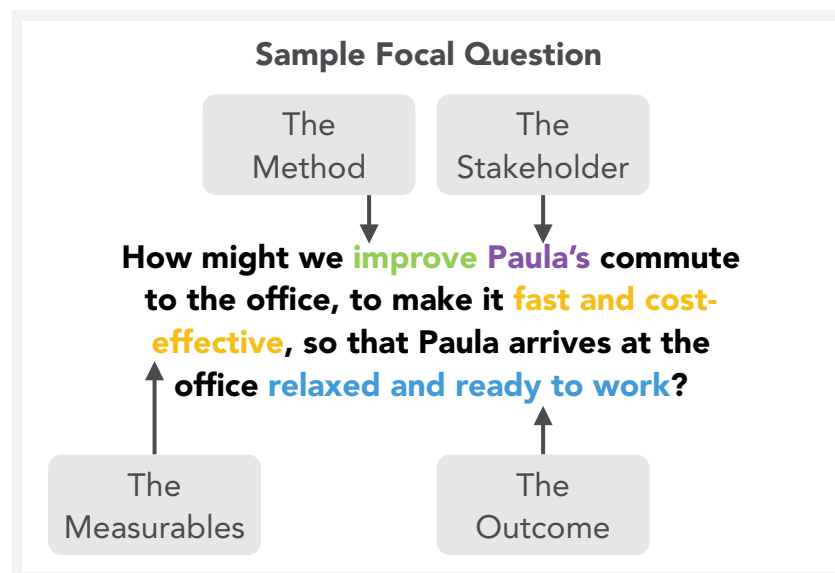 Sample Focal Question
The
Method
The
Stakeholder
How might we improve Paula’s commute
to the office, to make it fast and cost-
effective, so that Paula arrives at the
office relaxed and ready to work?
The
Measurables
The
Outcome